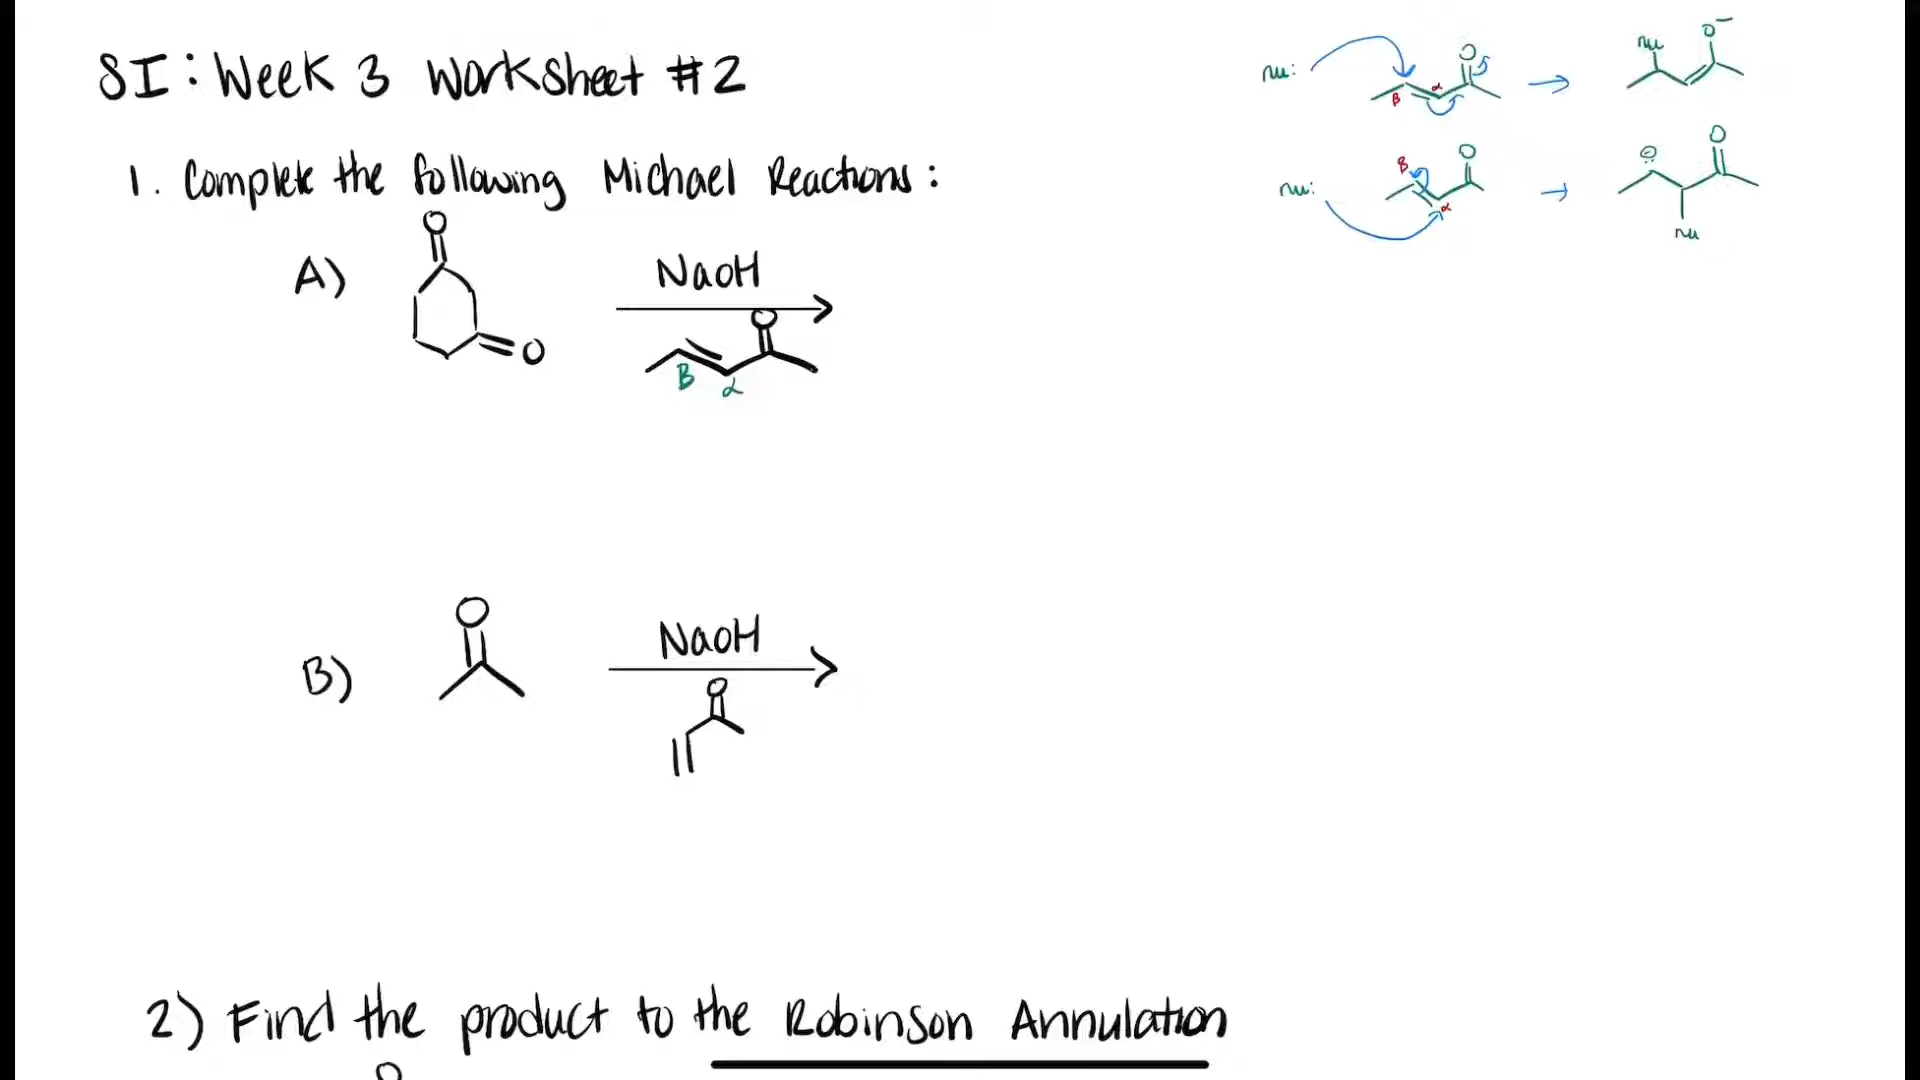 SI: Week 3 Worksheet #2
nu: β α O → nu O⁻
nu: β α O → ⊖ O nu
1. Complete the following Michael Reactions:
A) O O NaOH O
β α
B) O NaOH
O
2) Find the product to the Robinson Annulation
O